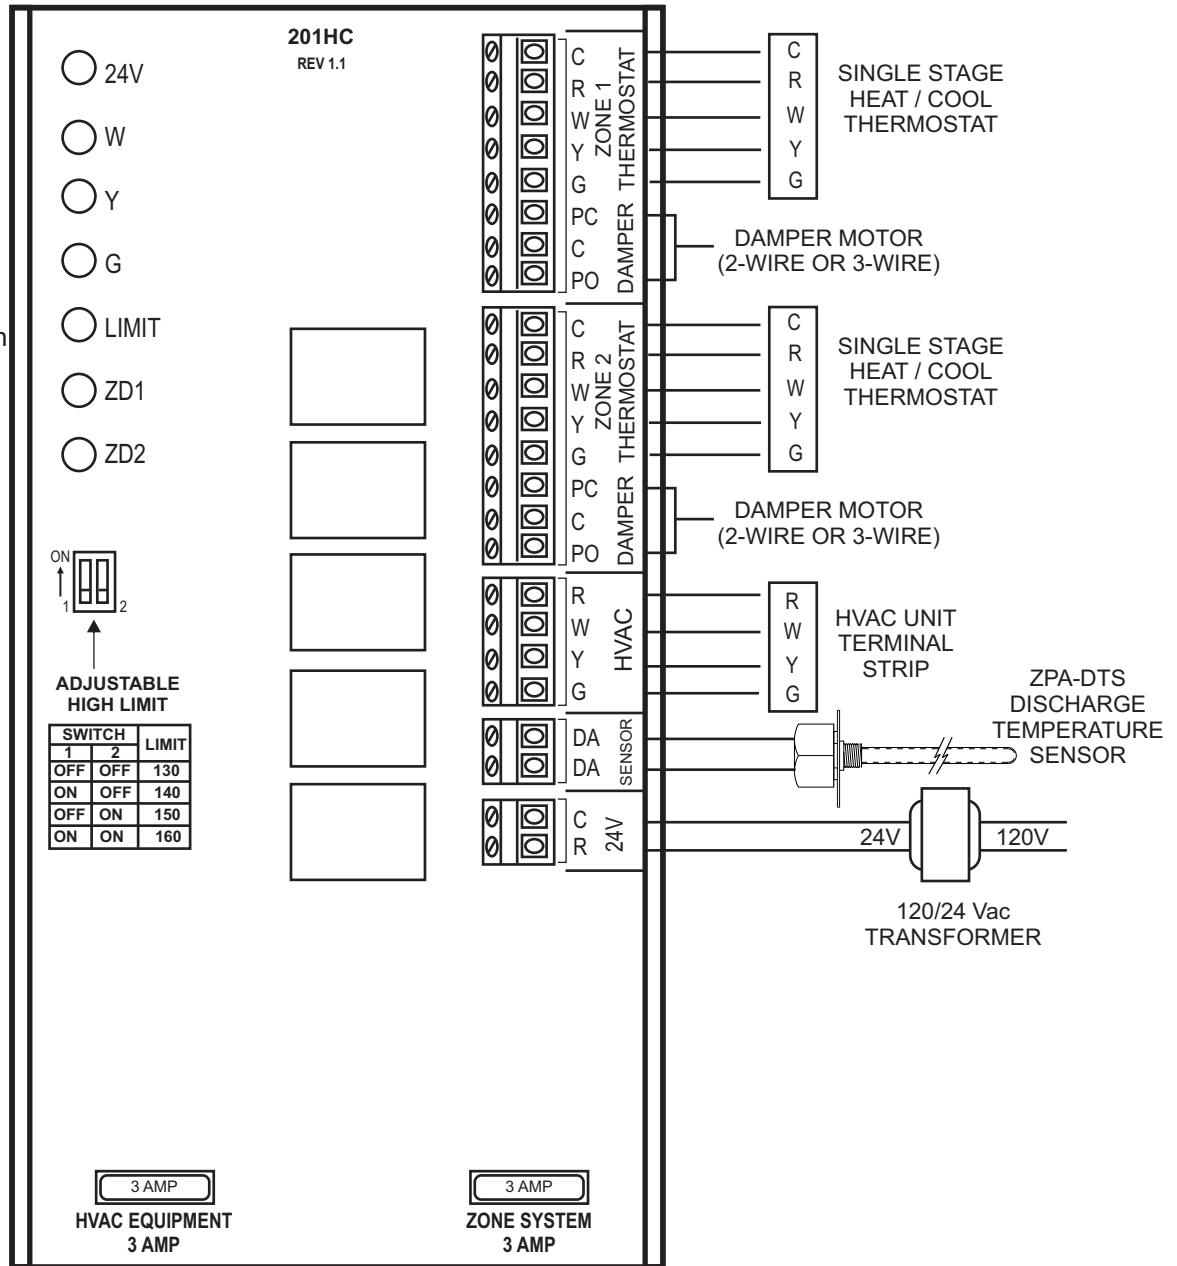 201HC
REV 1.1
24V
W
Y
G
LIMIT
ZD1
ZD2
n
ON
1
2
ADJUSTABLE
HIGH LIMIT
SWITCH LIMIT
1 2
OFF OFF 130
ON OFF 140
OFF ON 150
ON ON 160
C
R
W
Y
G
PC
C
PO
ZONE 1
THERMOSTAT
DAMPER
C
R
W
Y
G
SINGLE STAGE
HEAT / COOL
THERMOSTAT
DAMPER MOTOR
(2-WIRE OR 3-WIRE)
C
R
W
Y
G
PC
C
PO
ZONE 2
THERMOSTAT
DAMPER
C
R
W
Y
G
SINGLE STAGE
HEAT / COOL
THERMOSTAT
DAMPER MOTOR
(2-WIRE OR 3-WIRE)
R
W
Y
G
HVAC
R
W
Y
G
HVAC UNIT
TERMINAL
STRIP
DA
DA
SENSOR
ZPA-DTS
DISCHARGE
TEMPERATURE
SENSOR
C
R
24V
24V
120V
120/24 Vac
TRANSFORMER
3 AMP
HVAC EQUIPMENT
3 AMP
3 AMP
ZONE SYSTEM
3 AMP